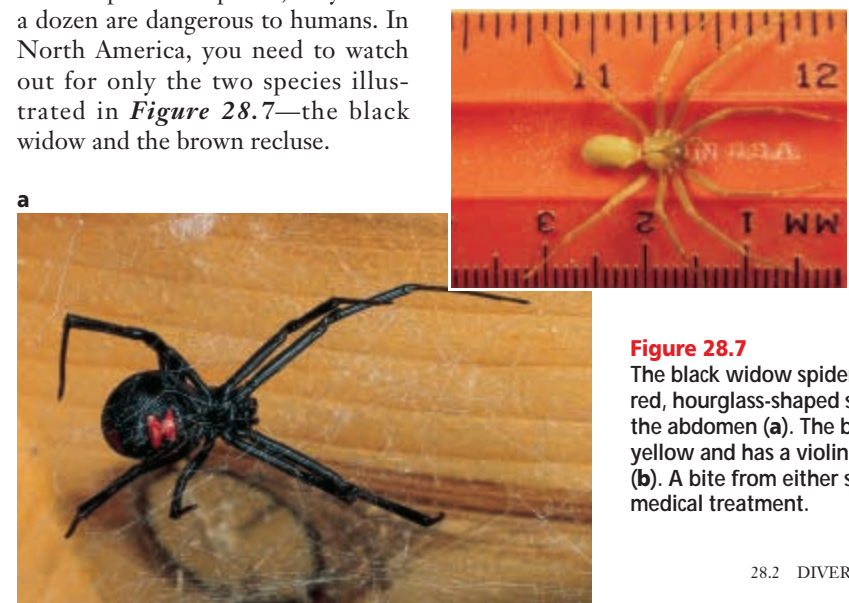 a dozen are dangerous to humans. In
North America, you need to watch
out for only the two species illus-
trated in Figure 28.7—the black
widow and the brown recluse.
11 12
3 2 1 MM
a
Figure 28.7
The black widow spider
red, hourglass-shaped s
the abdomen (a). The b
yellow and has a violin
(b). A bite from either s
medical treatment.
28.2 DIVER